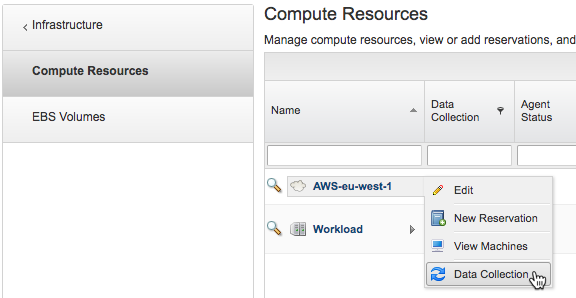 Infrastructure
Compute Resources
EBS Volumes
Compute Resources
Manage compute resources, view or add reservations, and
Name
Data
Collection
Agent
Status
AWS-eu-west-1
Workload
Edit
New Reservation
View Machines
Data Collection